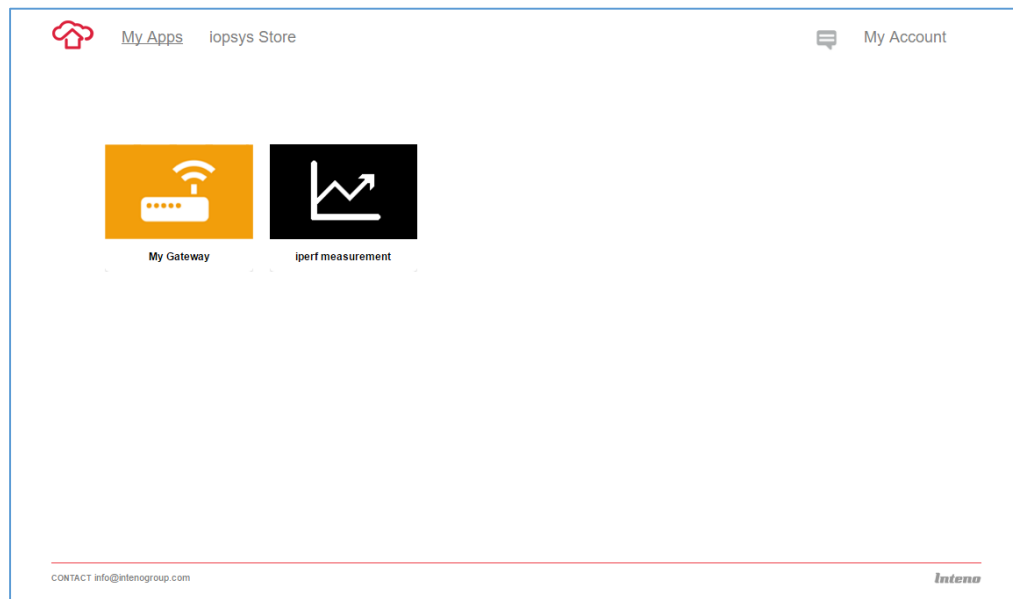 My Apps iopsys Store My Account
My Gateway iperf measurement
CONTACT info@intenogroup.com Inteno